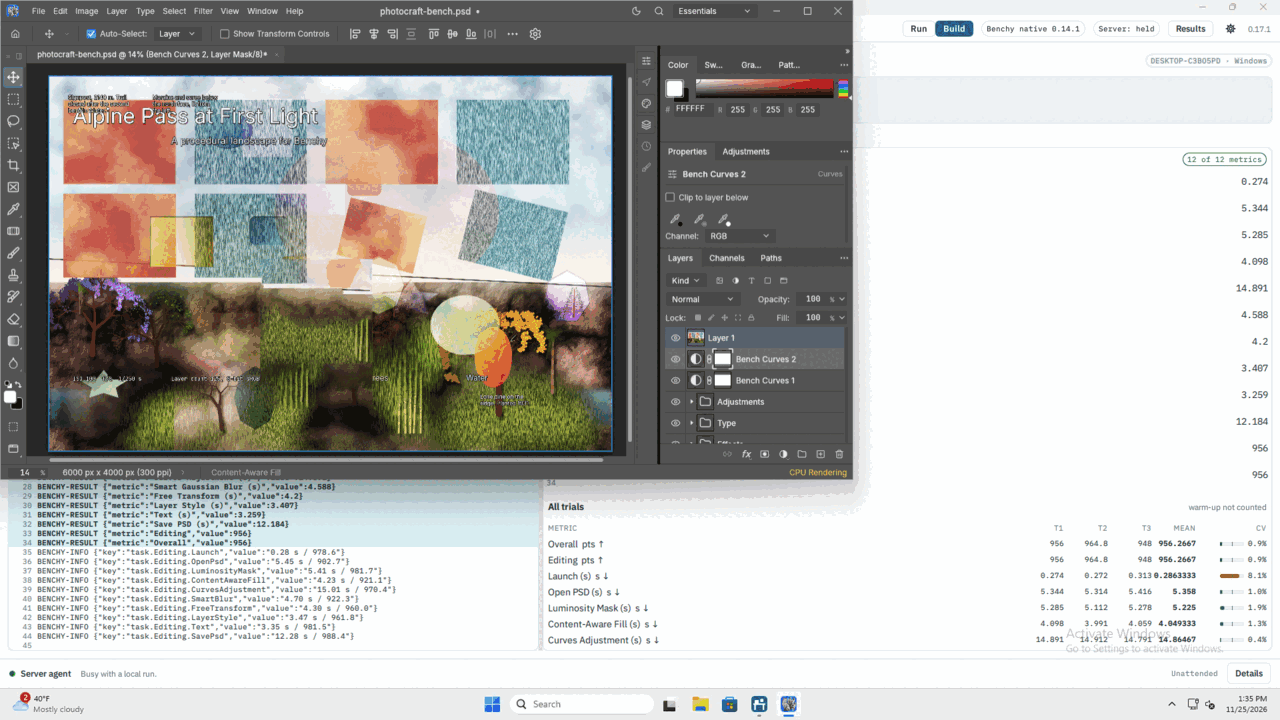 File Edit Image Layer Type Select Filter View Window Help
photocraft-bench.psd •
Essentials
Auto-Select: Layer
Show Transform Controls
photocraft-bench.psd @ 14% (Bench Curves 2, Layer Mask/8)* ×
Alpine Pass at First Light
A procedural landscape for Benchy
Trees
Water
14 %
6000 px x 4000 px (300 ppi)
Content-Aware Fill
CPU Rendering
Color Sw... Gra... Patt...
# FFFFFF R 255 G 255 B 255
Properties Adjustments
Bench Curves 2 Curves
Clip to layer below
Channel: RGB
Layers Channels Paths
Kind
Normal Opacity: 100 %
Lock: Fill: 100 %
Layer 1
Bench Curves 2
Bench Curves 1
Adjustments
Type
Effects
fx
Run Build Benchy native 0.14.1 Server: held Results 0.17.1
DESKTOP-C3BO5PD · Windows
12 of 12 metrics
0.274
5.344
5.285
4.098
14.891
4.588
4.2
3.407
3.259
12.184
956
956
28 BENCHY-RESULT {"metric":"Smart Gaussian Blur (s)","value":4.588}
29 BENCHY-RESULT {"metric":"Free Transform (s)","value":4.2}
30 BENCHY-RESULT {"metric":"Layer Style (s)","value":3.407}
31 BENCHY-RESULT {"metric":"Text (s)","value":3.259}
32 BENCHY-RESULT {"metric":"Save PSD (s)","value":12.184}
33 BENCHY-RESULT {"metric":"Editing","value":956}
34 BENCHY-RESULT {"metric":"Overall","value":956}
35 BENCHY-INFO {"key":"task.Editing.Launch","value":"0.28 s / 978.6"}
36 BENCHY-INFO {"key":"task.Editing.OpenPsd","value":"5.45 s / 982.7"}
37 BENCHY-INFO {"key":"task.Editing.LuminosityMask","value":"5.41 s / 981.7"}
38 BENCHY-INFO {"key":"task.Editing.ContentAwareFill","value":"4.23 s / 921.1"}
39 BENCHY-INFO {"key":"task.Editing.CurvesAdjustment","value":"15.01 s / 970.4"}
40 BENCHY-INFO {"key":"task.Editing.SmartBlur","value":"4.70 s / 922.3"}
41 BENCHY-INFO {"key":"task.Editing.FreeTransform","value":"4.30 s / 960.0"}
42 BENCHY-INFO {"key":"task.Editing.LayerStyle","value":"3.47 s / 961.8"}
43 BENCHY-INFO {"key":"task.Editing.Text","value":"3.35 s / 981.5"}
44 BENCHY-INFO {"key":"task.Editing.SavePsd","value":"12.28 s / 988.4"}
45
34
All trials warm-up not counted
METRIC T1 T2 T3 MEAN CV
Overall pts ↑ 956 964.8 948 956.2667 0.9%
Editing pts ↑ 956 964.8 948 956.2667 0.9%
Launch (s) s ↓ 0.274 0.272 0.313 0.2863333 8.1%
Open PSD (s) s ↓ 5.344 5.314 5.416 5.358 1.0%
Luminosity Mask (s) s ↓ 5.285 5.112 5.278 5.225 1.9%
Content-Aware Fill (s) s ↓ 4.098 3.991 4.059 4.049333 1.3%
Curves Adjustment (s) s ↓ 14.891 14.912 14.791 14.86467 0.4%
Activate Windows
Go to Settings to activate Windows.
Server agent Busy with a local run. Unattended Details
2
40°F
Mostly cloudy
Search
1:35 PM
11/25/2026